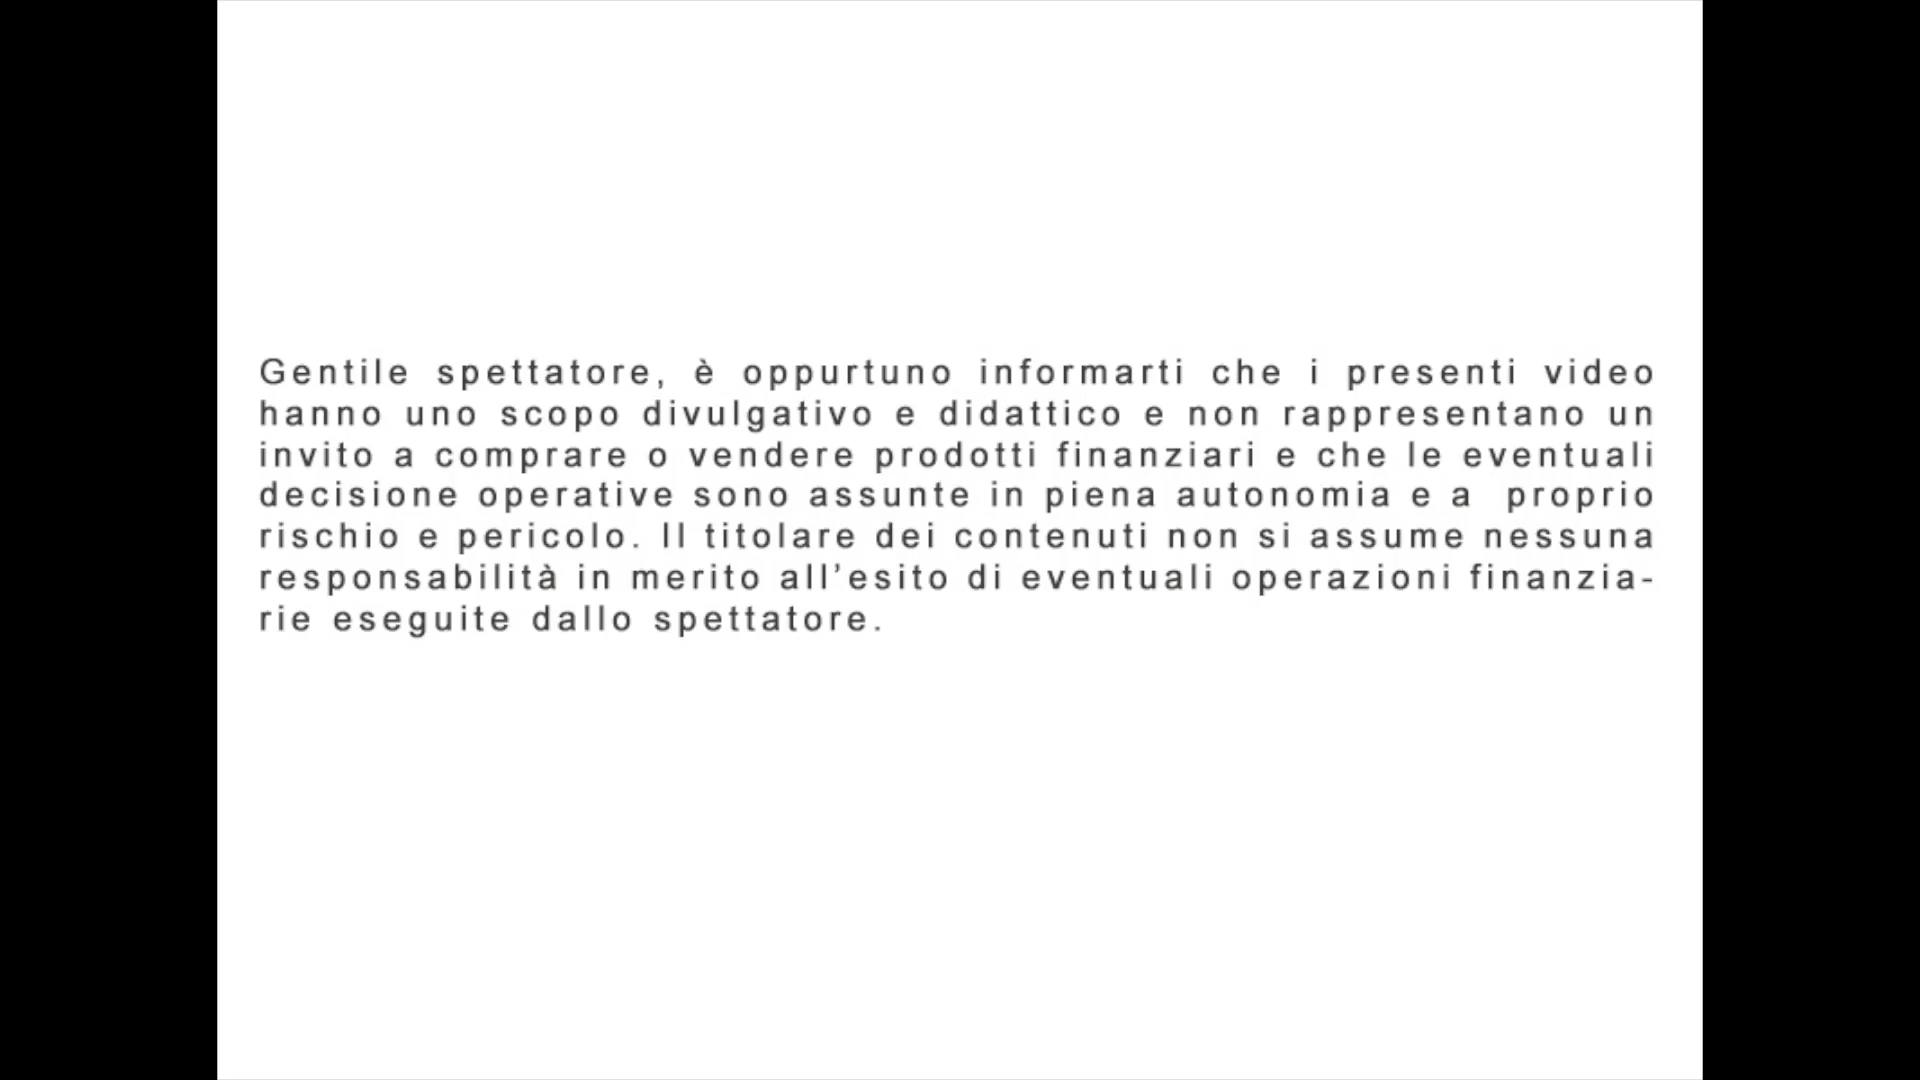 Gentile spettatore, è oppurtuno informarti che i presenti video
hanno uno scopo divulgativo e didattico e non rappresentano un
invito a comprare o vendere prodotti finanziari e che le eventuali
decisione operative sono assunte in piena autonomia e a proprio
rischio e pericolo. Il titolare dei contenuti non si assume nessuna
responsabilità in merito all’esito di eventuali operazioni finanzia-
rie eseguite dallo spettatore.